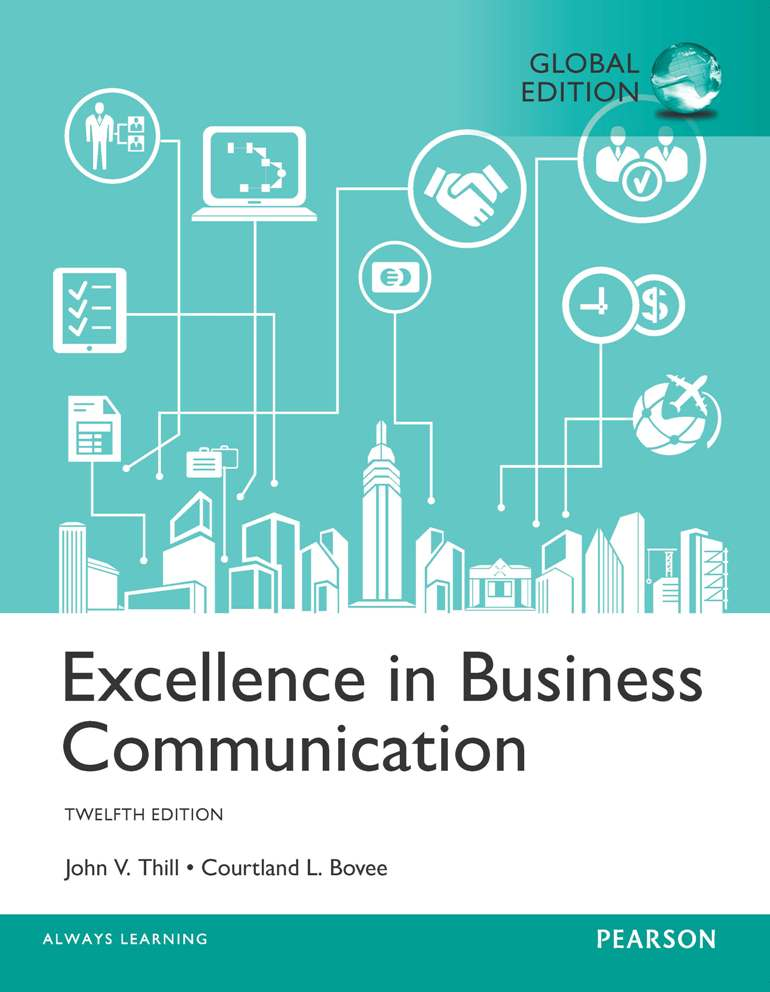 GLOBAL
EDITION
$
Excellence in Business
Communication
TWELFTH EDITION
John V. Thill • Courtland L. Bovee
ALWAYS LEARNING
PEARSON